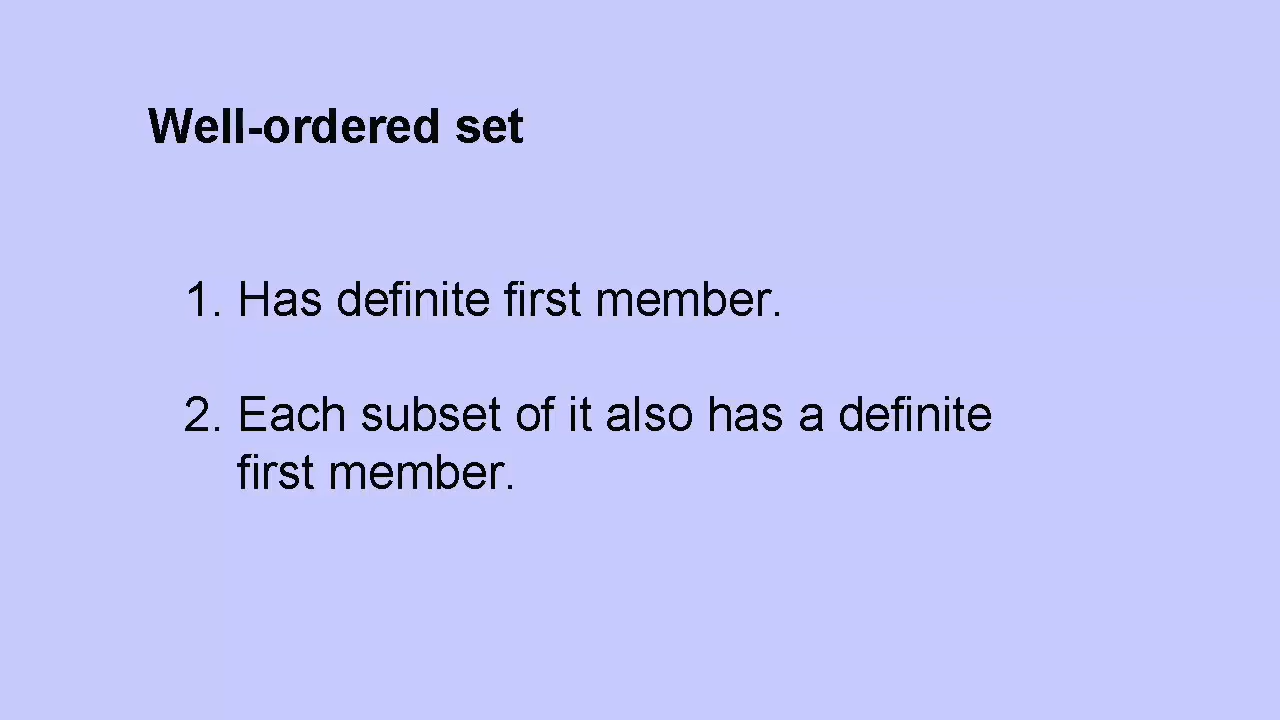 Well-ordered set
1. Has definite first member.
2. Each subset of it also has a definite
first member.